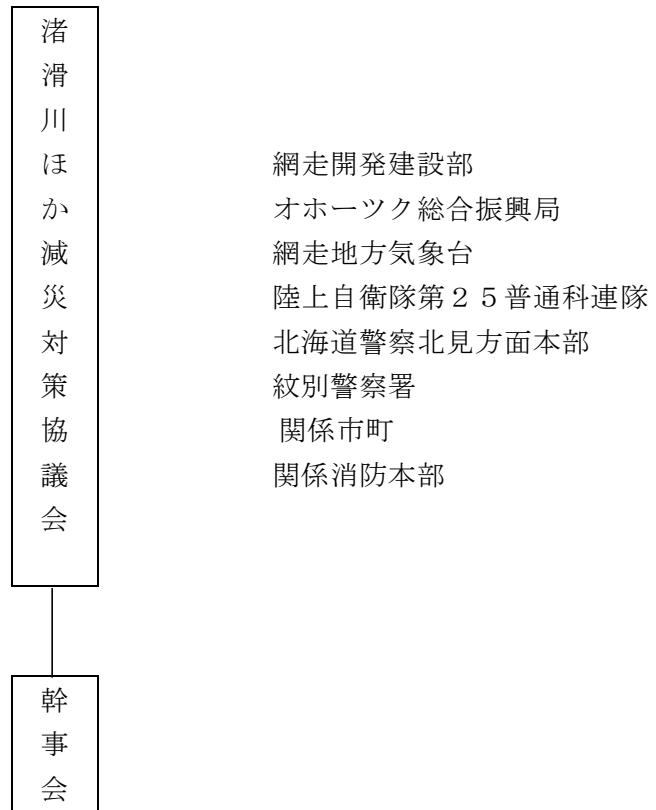 渚滑川ほか減災対策協議会
網走開発建設部
オホーツク総合振興局
網走地方気象台
陸上自衛隊第２５普通科連隊
北海道警察北見方面本部
紋別警察署
関係市町
関係消防本部
幹事会